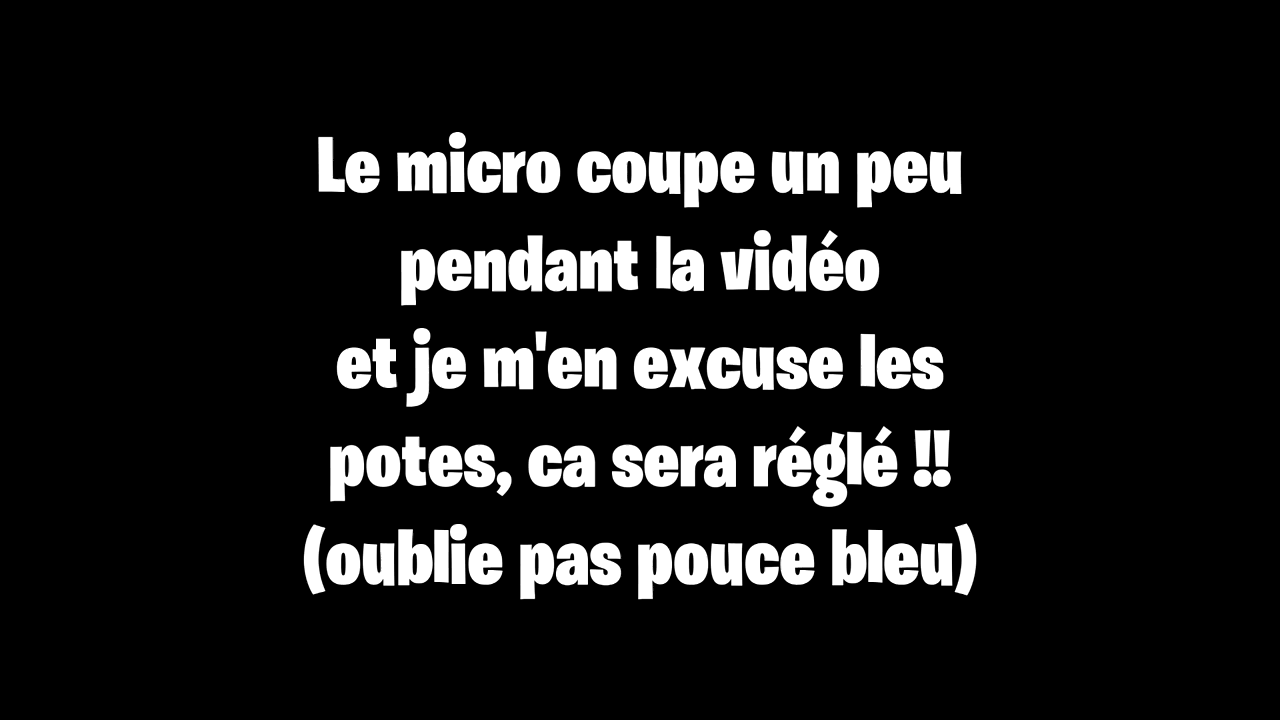 Le micro coupe un peu
pendant la vidéo
et je m'en excuse les
potes, ca sera réglé !!
(oublie pas pouce bleu)